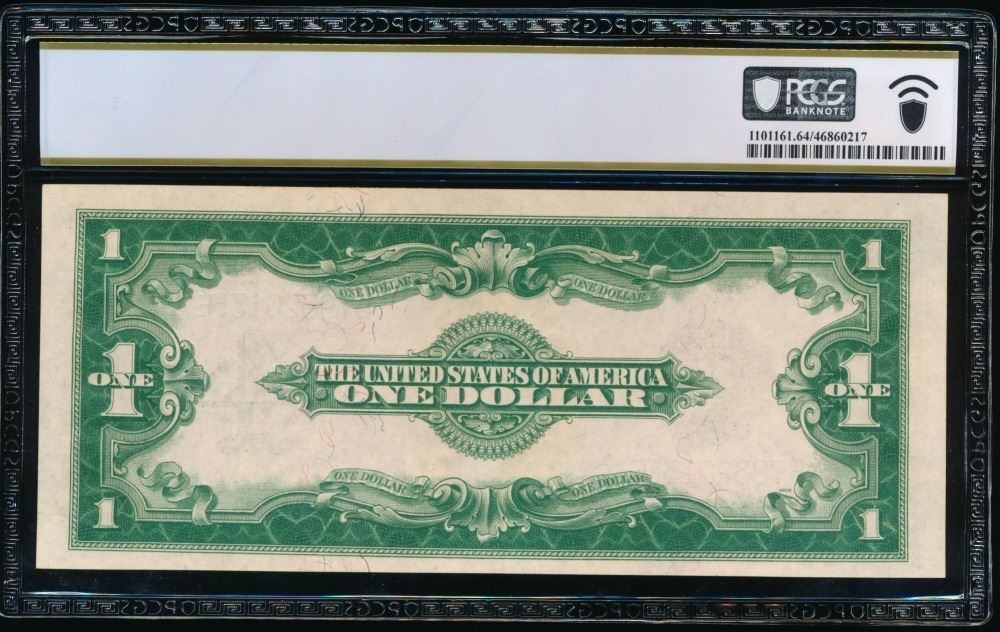 PCGS
BANKNOTE
1101161.64/46860217
1 1
ONE DOLLAR ONE DOLLAR
1 1
ONE ONE
THE UNITED STATES OF AMERICA
ONE DOLLAR
ONE DOLLAR ONE DOLLAR
1 1